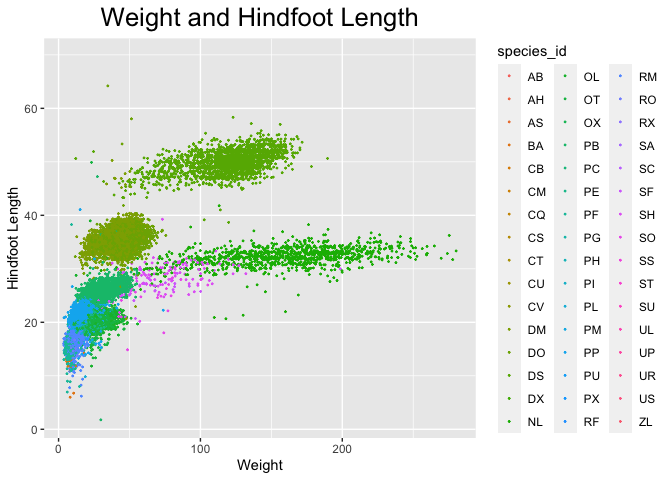 Weight and Hindfoot Length
species_id
AB OL RM
AH OT RO
AS OX RX
BA PB SA
CB PC SC
CM PE SF
CQ PF SH
CS PG SO
CT PH SS
CU PI ST
CV PL SU
DM PM UL
DO PP UP
DS PU UR
DX PX US
NL RF ZL
60
40
20
0
Hindfoot Length
0 100 200
Weight